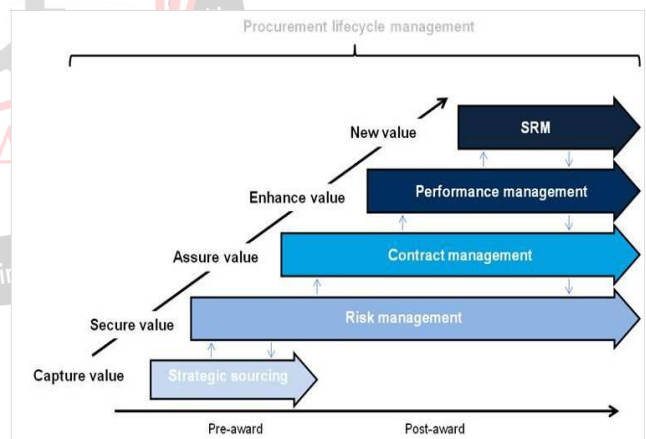 Procurement lifecycle management
New value
SRM
Enhance value
Performance management
Assure value
Contract management
Secure value
Risk management
Capture value
Strategic sourcing
Pre-award
Post-award